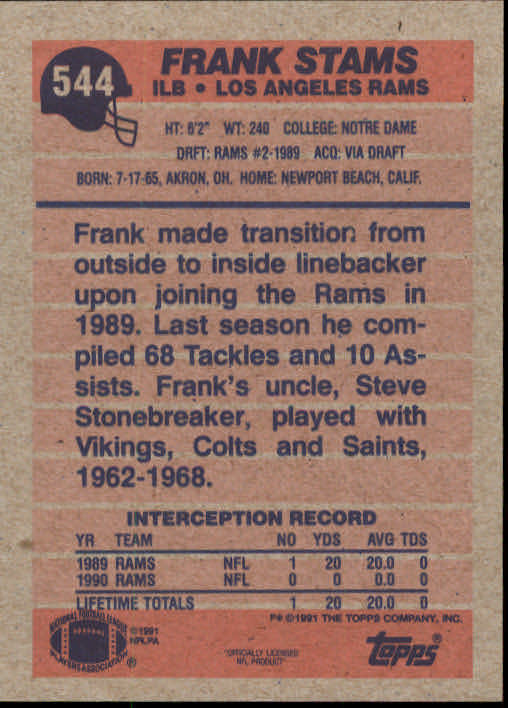 544
FRANK STAMS
ILB • LOS ANGELES RAMS
HT: 6'2" WT: 240 COLLEGE: NOTRE DAME
DRFT: RAMS #2-1989 ACQ: VIA DRAFT
BORN: 7-17-65, AKRON, OH. HOME: NEWPORT BEACH, CALIF.
Frank made transition from
outside to inside linebacker
upon joining the Rams in
1989. Last season he com-
piled 68 Tackles and 10 As-
sists. Frank's uncle, Steve
Stonebreaker, played with
Vikings, Colts and Saints,
1962-1968.
INTERCEPTION RECORD
YR TEAM NO YDS AVG TDS
1989 RAMS NFL 1 20 20.0 0
1990 RAMS NFL 0 0 0.0 0
LIFETIME TOTALS 1 20 20.0 0
F* ©1991 THE TOPPS COMPANY, INC.
NATIONAL FOOTBALL LEAGUE
PLAYERS ASSOCIATION
®
©1991
NFLPA
"OFFICIALLY LICENSED
NFL PRODUCT"
topps®